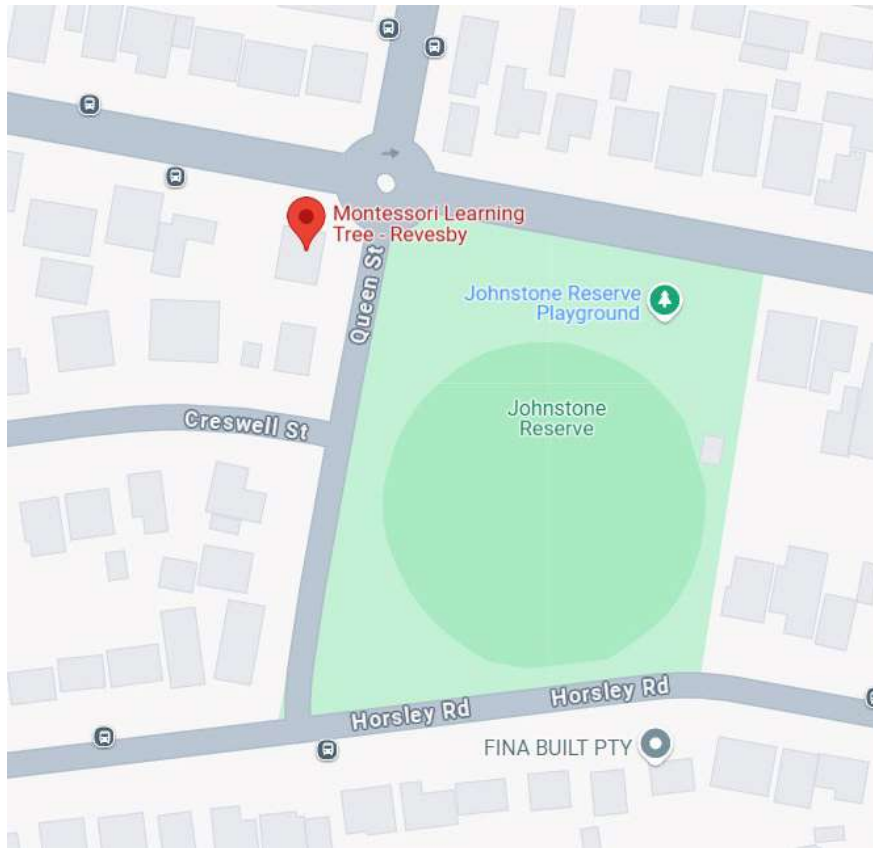 Montessori Learning
Tree - Revesby
Queen St
Johnstone Reserve
Playground
Johnstone
Reserve
Creswell St
Horsley Rd
Horsley Rd
FINA BUILT PTY